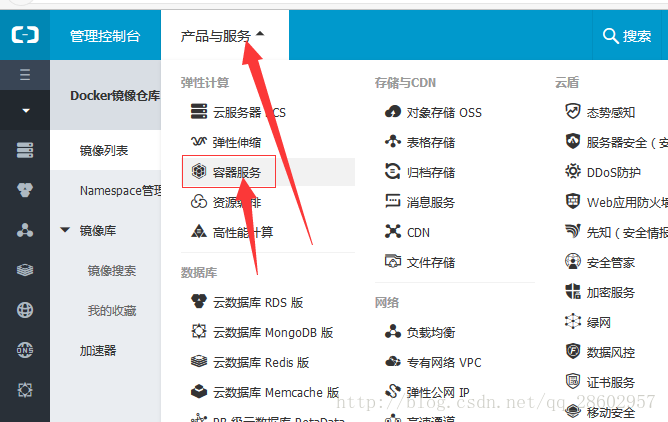 管理控制台
产品与服务
搜索
Docker镜像仓库
镜像列表
Namespace管理
镜像库
镜像搜索
我的收藏
加速器
弹性计算
云服务器 ECS
弹性伸缩
容器服务
资源编排
高性能计算
数据库
云数据库 RDS 版
云数据库 MongoDB 版
云数据库 Redis 版
云数据库 Memcache 版
存储与CDN
对象存储 OSS
表格存储
归档存储
消息服务
CDN
文件存储
网络
负载均衡
专有网络 VPC
弹性公网 IP
高速通道
云盾
态势感知
服务器安全（安
DDoS防护
Web应用防火墙
先知（安全情报
安全管家
加密服务
绿网
数据风控
证书服务
移动安全
DNS
http://blog.csdn.net/qq_28602957